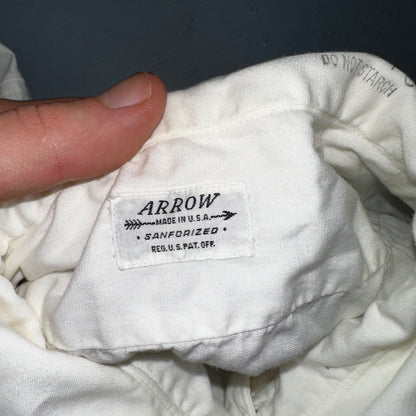 DO NOT STARCH
ARROW
MADE IN U.S.A.
• SANFORIZED •
REG. U.S. PAT. OFF.